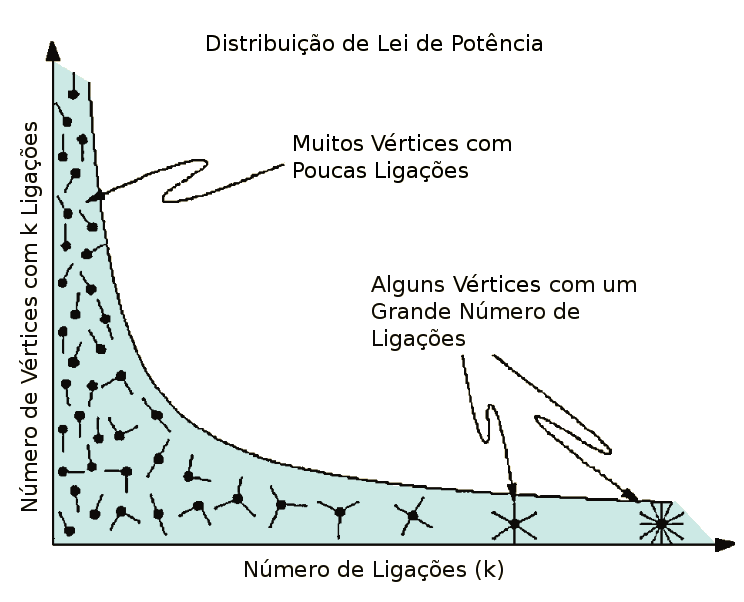 Distribuição de Lei de Potência
Muitos Vértices com
Poucas Ligações
Alguns Vértices com um
Grande Número de
Ligações
Número de Vértices com k Ligações
Número de Ligações (k)